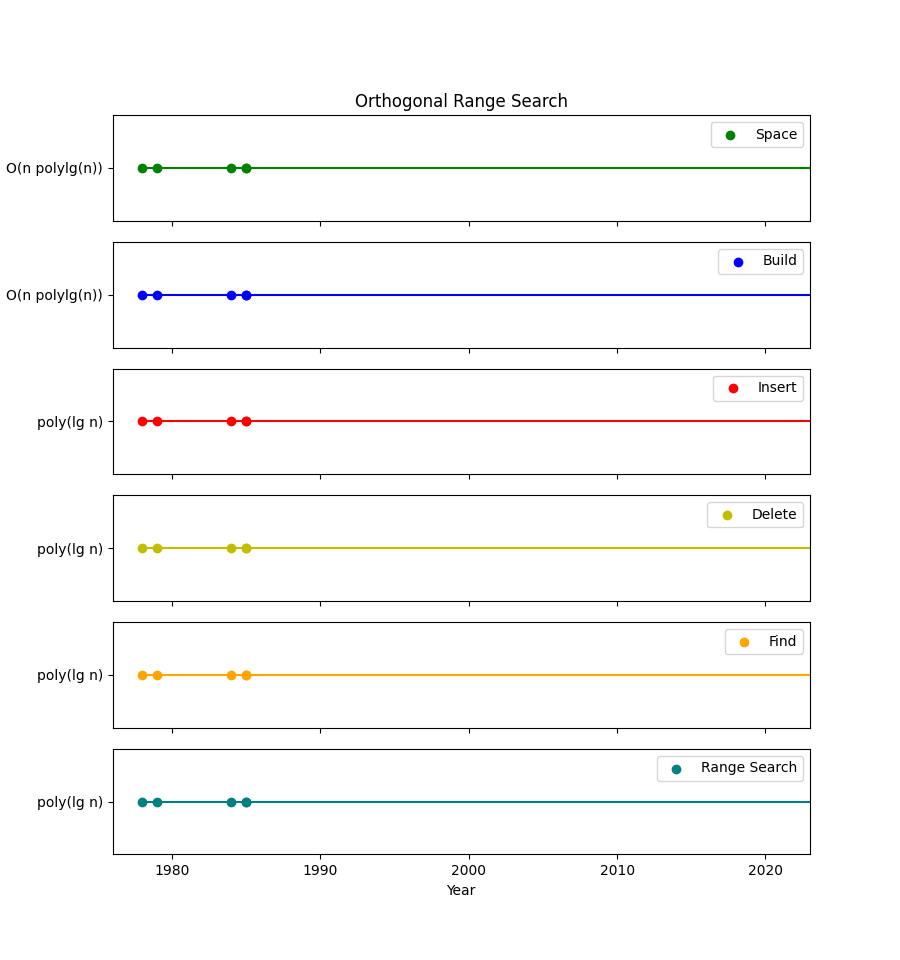 Orthogonal Range Search
Space
O(n polylg(n))
Build
O(n polylg(n))
Insert
poly(lg n)
Delete
poly(lg n)
Find
poly(lg n)
Range Search
poly(lg n)
1980 1990 2000 2010 2020
Year